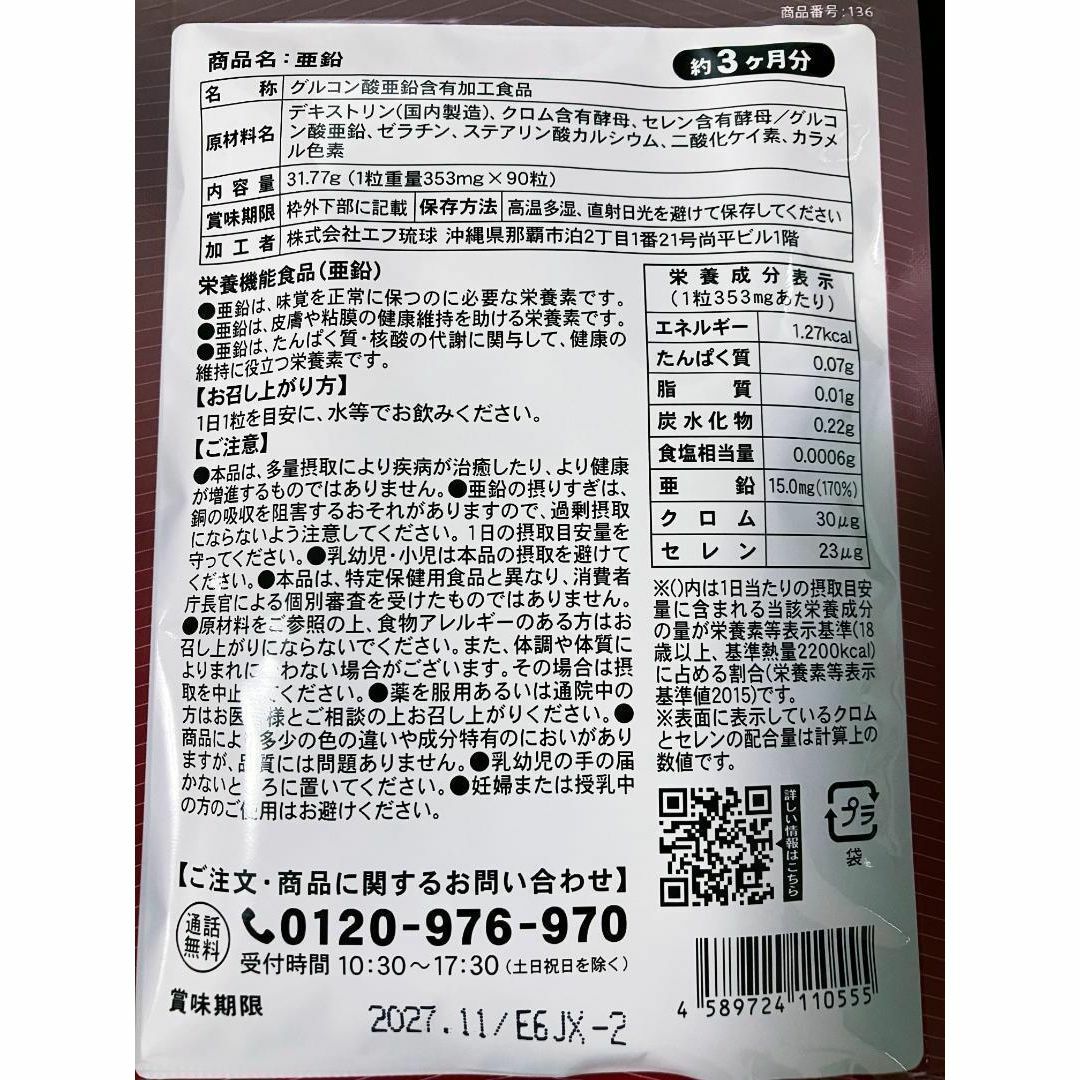 商品番号:136
商品名:亜鉛
約3ヶ月分
名称 グルコン酸亜鉛含有加工食品
原材料名 デキストリン(国内製造)、クロム含有酵母、セレン含有酵母/グルコ
ン酸亜鉛、ゼラチン、ステアリン酸カルシウム、二酸化ケイ素、カラメ
ル色素
内容量 31.77g (1粒重量353mg×90粒)
賞味期限 枠外下部に記載 保存方法 高温多湿、直射日光を避けて保存してください
加工者 株式会社エフ琉球 沖縄県那覇市泊2丁目1番21号尚平ビル1階
栄養機能食品(亜鉛)
●亜鉛は、味覚を正常に保つのに必要な栄養素です。
●亜鉛は、皮膚や粘膜の健康維持を助ける栄養素です。
●亜鉛は、たんぱく質・核酸の代謝に関与して、健康の
維持に役立つ栄養素です。
【お召し上がり方】
1日1粒を目安に、水等でお飲みください。
【ご注意】
●本品は、多量摂取により疾病が治癒したり、より健康
が増進するものではありません。●亜鉛の摂りすぎは、
銅の吸収を阻害するおそれがありますので、過剰摂取
にならないよう注意してください。1日の摂取目安量を
守ってください。●乳幼児・小児は本品の摂取を避けて
ください。●本品は、特定保健用食品と異なり、消費者
庁長官による個別審査を受けたものではありません。
●原材料をご参照の上、食物アレルギーのある方はお
召し上がりにならないでください。また、体調や体質に
よりまれに わない場合がございます。その場合は摂
取を中止 てください。●薬を服用あるいは通院中の
方はお医者様とご相談の上お召し上がりください。●
商品により多少の色の違いや成分特有のにおいがあり
ますが、品質には問題ありません。●乳幼児の手の届
かないところに置いてください。●妊婦または授乳中
の方のご使用はお避けください。
栄養成分表示
(1粒353mgあたり)
エネルギー 1.27kcal
たんぱく質 0.07g
脂質 0.01g
炭水化物 0.22g
食塩相当量 0.0006g
亜鉛 15.0mg(170%)
クロム 30μg
セレン 23μg
※()内は1日当たりの摂取目安
量に含まれる当該栄養成分
の量が栄養素等表示基準(18
歳以上、基準熱量2200kcal)
に占める割合(栄養素等表示
基準値2015)です。
※表面に表示しているクロム
とセレンの配合量は計算上の
数値です。
詳しい情報はこちら
プラ
袋
【ご注文・商品に関するお問い合わせ】
通話
無料
0120-976-970
受付時間 10:30〜17:30 (土日祝日を除く)
賞味期限
2027.11/E6JX-2
4 589724 110555